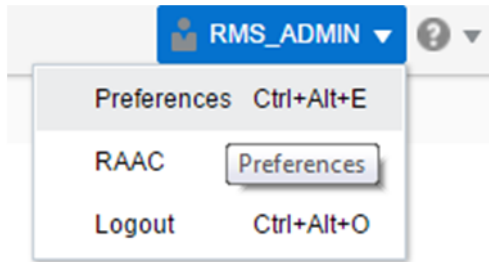 RMS_ADMIN ?
Preferences Ctrl+Alt+E
RAAC Preferences
Logout Ctrl+Alt+O